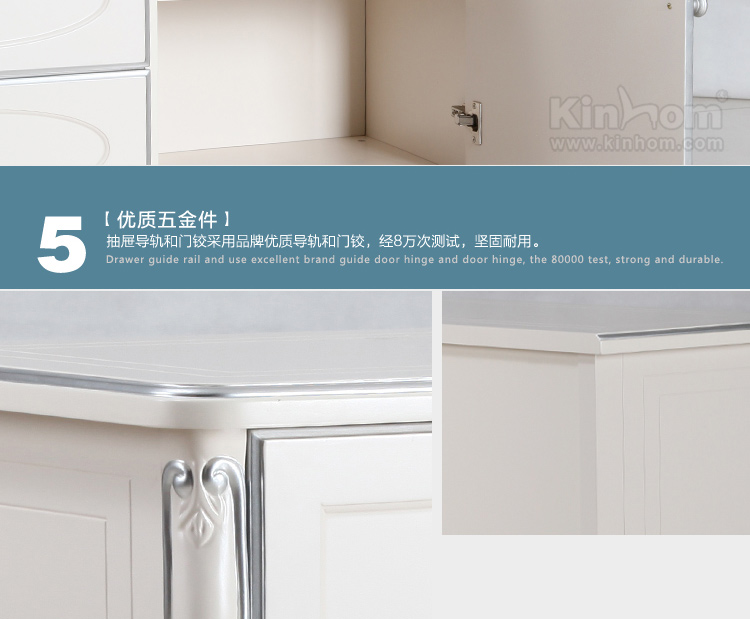 Kinhom
www.kinhom.com
5
【优质五金件】
抽屉导轨和门铰采用品牌优质导轨和门铰，经8万次测试，坚固耐用。
Drawer guide rail and use excellent brand guide door hinge and door hinge, the 80000 test, strong and durable.